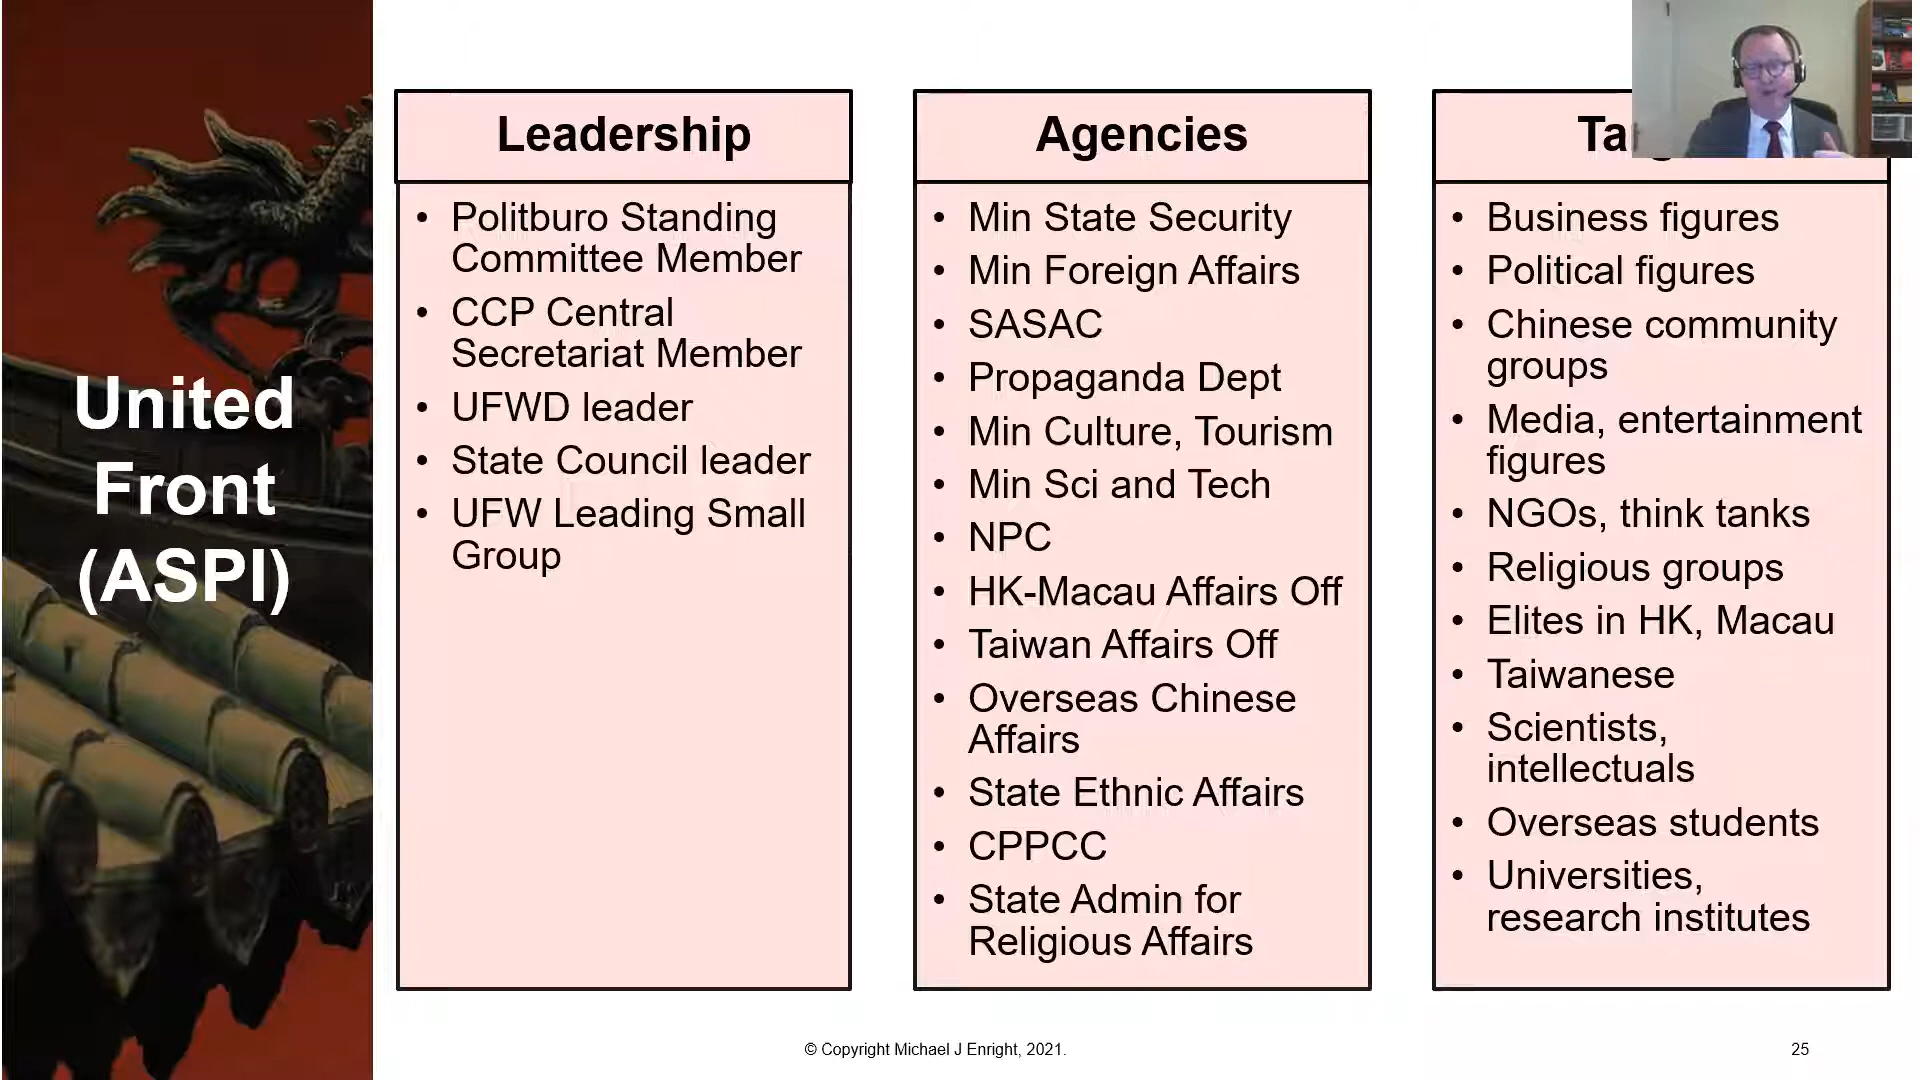 United
Front
(ASPI)
Leadership
• Politburo Standing
Committee Member
• CCP Central
Secretariat Member
• UFWD leader
• State Council leader
• UFW Leading Small
Group
Agencies
• Min State Security
• Min Foreign Affairs
• SASAC
• Propaganda Dept
• Min Culture, Tourism
• Min Sci and Tech
• NPC
• HK-Macau Affairs Off
• Taiwan Affairs Off
• Overseas Chinese
Affairs
• State Ethnic Affairs
• CPPCC
• State Admin for
Religious Affairs
• Business figures
• Political figures
• Chinese community
groups
• Media, entertainment
figures
• NGOs, think tanks
• Religious groups
• Elites in HK, Macau
• Taiwanese
• Scientists,
intellectuals
• Overseas students
• Universities,
research institutes
© Copyright Michael J Enright, 2021.
25